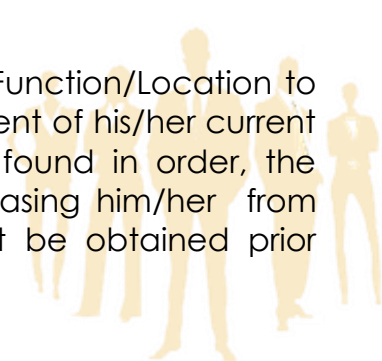 Function/Location to
ent of his/her current
found in order, the
asing him/her from
t be obtained prior